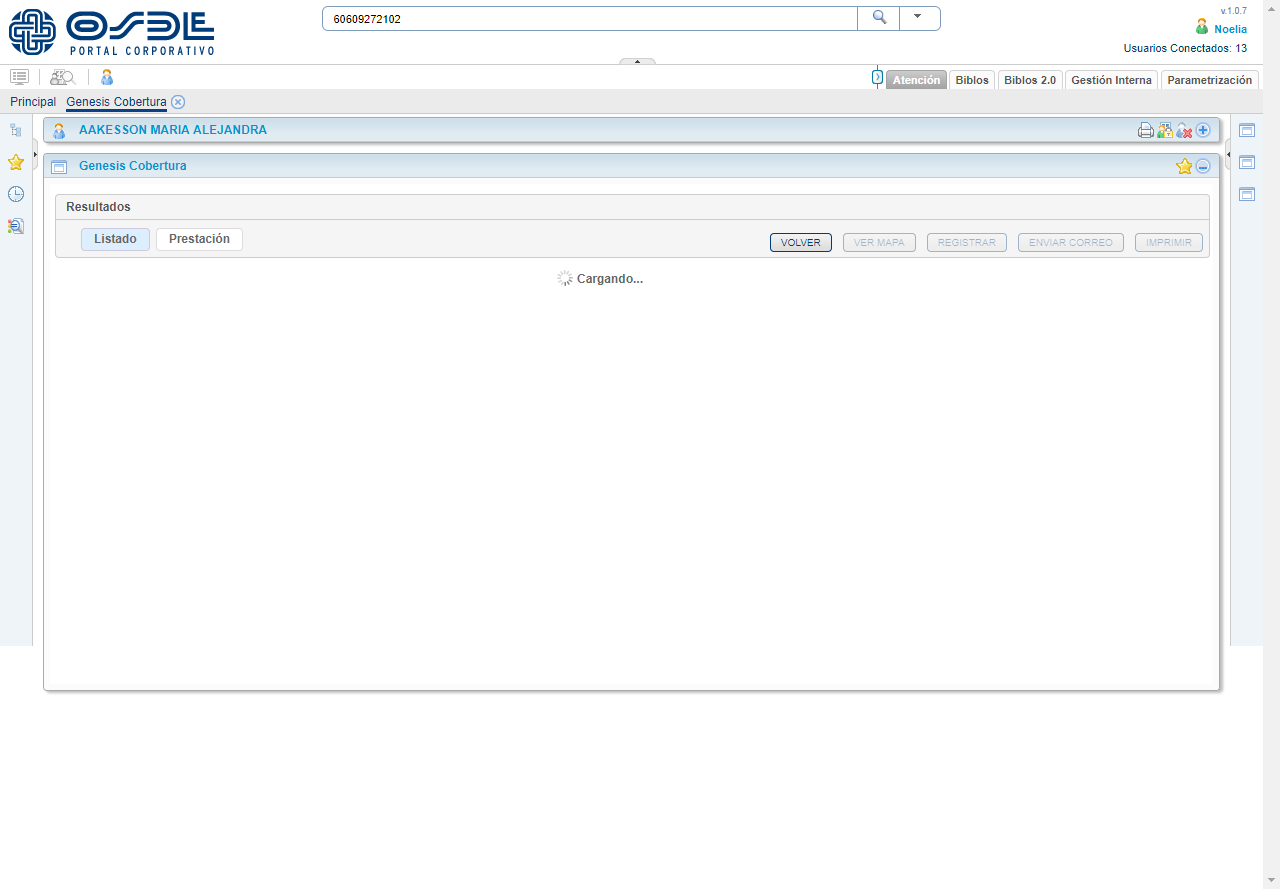 OSDE
PORTAL CORPORATIVO
60609272102
v.1.0.7
Noelia
Usuarios Conectados: 13
Atención
Biblos
Biblos 2.0
Gestión Interna
Parametrización
Principal
Genesis Cobertura
AAKESSON MARIA ALEJANDRA
Genesis Cobertura
Resultados
Listado
Prestación
VOLVER
VER MAPA
REGISTRAR
ENVIAR CORREO
IMPRIMIR
Cargando...